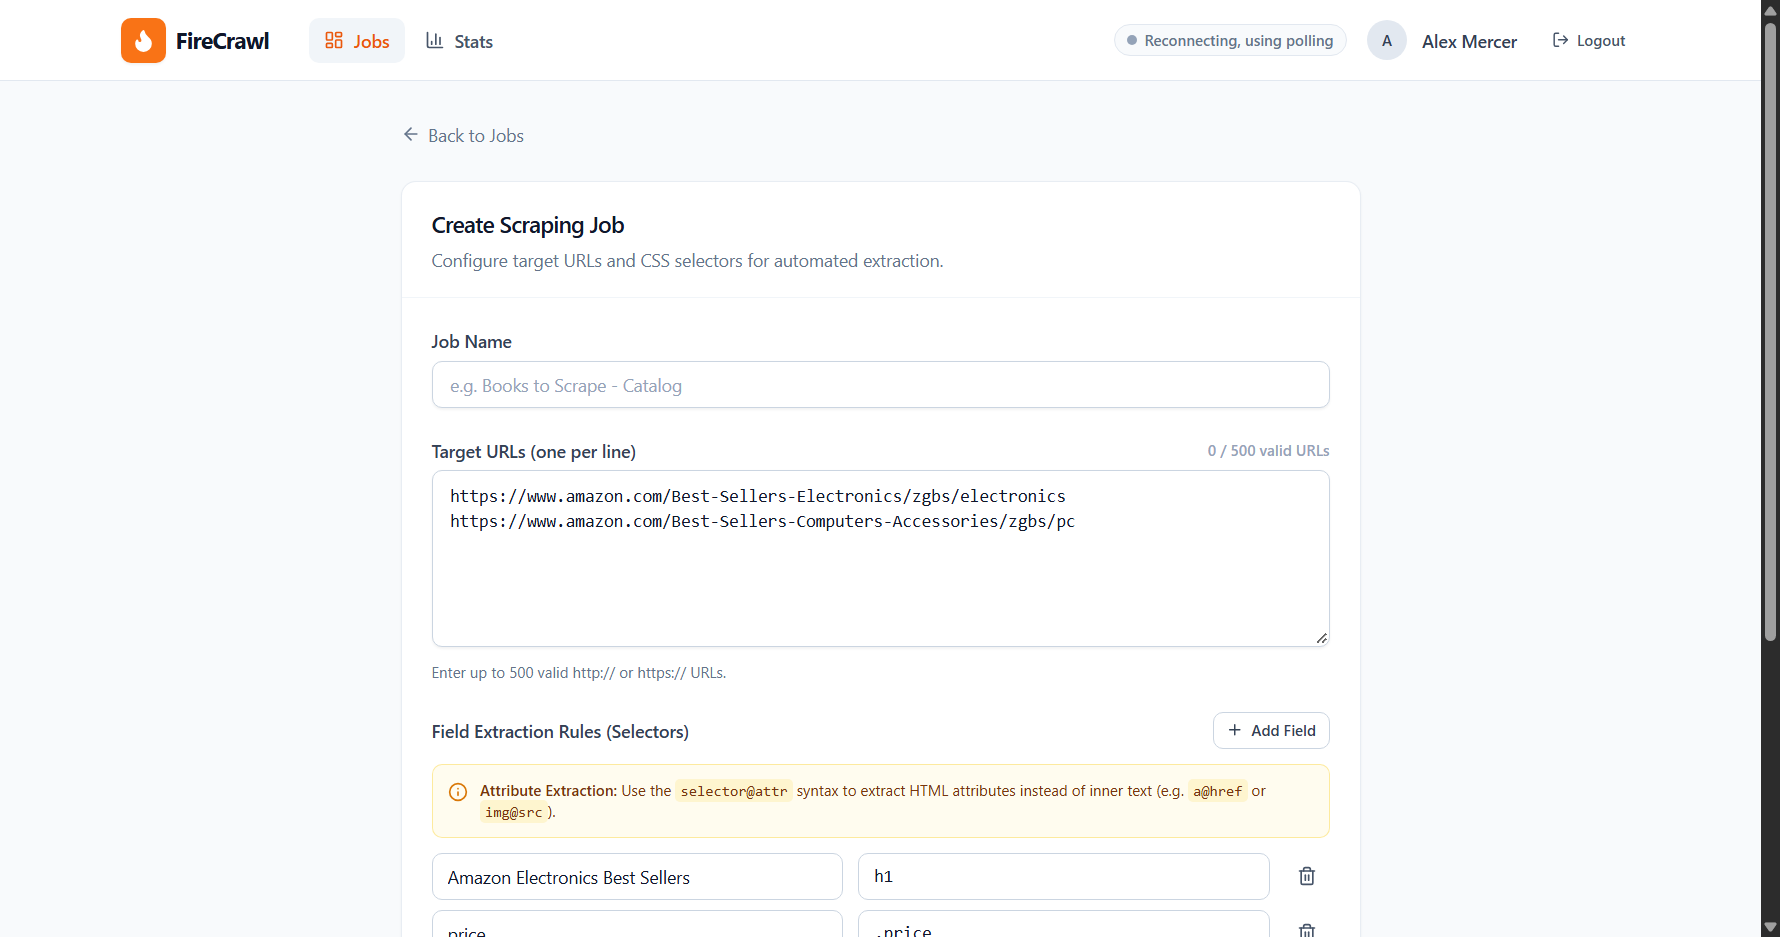 FireCrawl
Jobs
Stats
Reconnecting, using polling
A
Alex Mercer
Logout
Back to Jobs
Create Scraping Job
Configure target URLs and CSS selectors for automated extraction.
Job Name
e.g. Books to Scrape - Catalog
Target URLs (one per line)
0 / 500 valid URLs
https://www.amazon.com/Best-Sellers-Electronics/zgbs/electronics
https://www.amazon.com/Best-Sellers-Computers-Accessories/zgbs/pc
Enter up to 500 valid http:// or https:// URLs.
Field Extraction Rules (Selectors)
Add Field
Attribute Extraction: Use the selector@attr syntax to extract HTML attributes instead of inner text (e.g. a@href or
img@src ).
Amazon Electronics Best Sellers
h1
price
.price